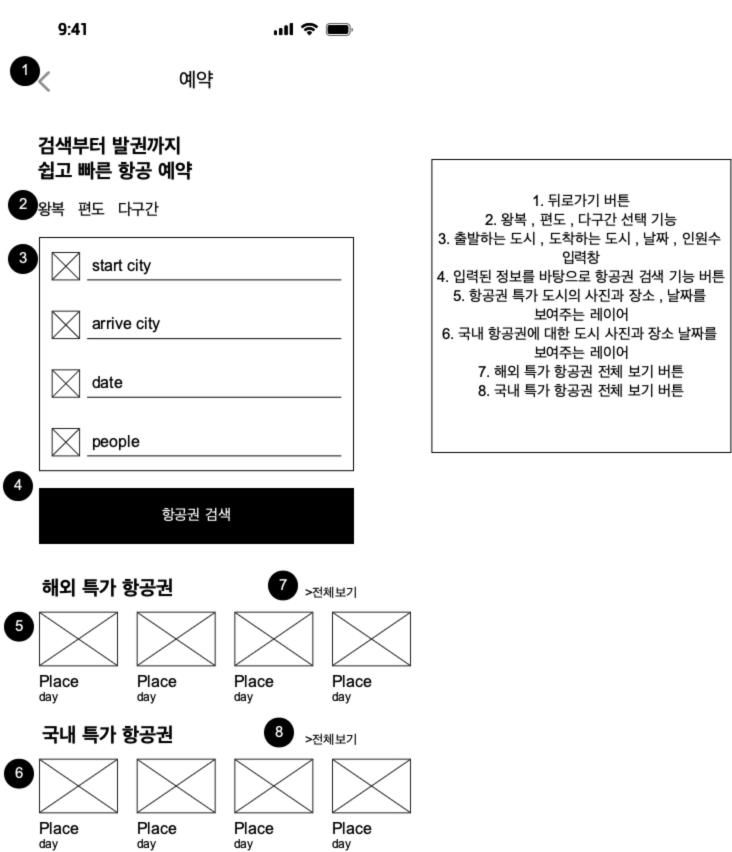 9:41
1
예약
검색부터 발권까지
쉽고 빠른 항공 예약
2
왕복 편도 다구간
3
start city
arrive city
date
people
4
항공권 검색
해외 특가 항공권
7
>전체보기
5
Place Place Place Place
day day day day
국내 특가 항공권
8
>전체보기
6
Place Place Place Place
day day day day
1. 뒤로가기 버튼
2. 왕복 , 편도 , 다구간 선택 기능
3. 출발하는 도시 , 도착하는 도시 , 날짜 , 인원수
입력창
4. 입력된 정보를 바탕으로 항공권 검색 기능 버튼
5. 항공권 특가 도시의 사진과 장소 , 날짜를
보여주는 레이어
6. 국내 항공권에 대한 도시 사진과 장소 날짜를
보여주는 레이어
7. 해외 특가 항공권 전체 보기 버튼
8. 국내 특가 항공권 전체 보기 버튼